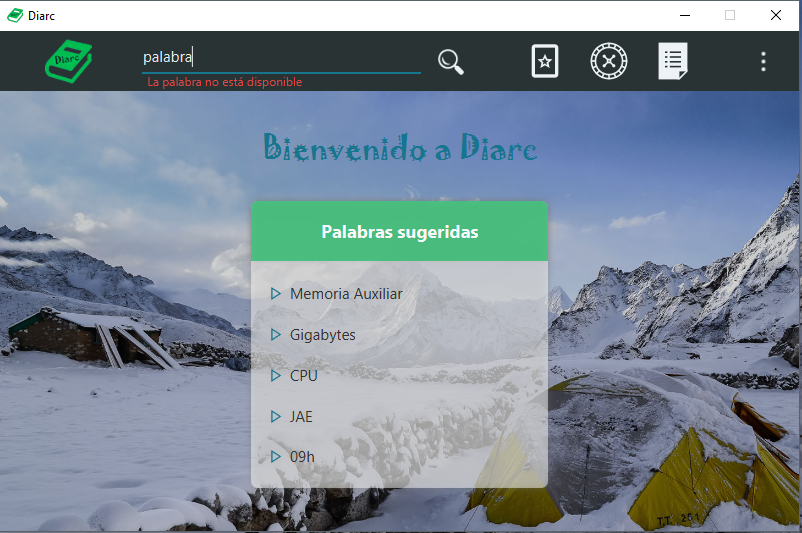 Diarc
Diarc
palabra
La palabra no está disponible
Bienvenido a Diarc
Palabras sugeridas
Memoria Auxiliar
Gigabytes
CPU
JAE
09h